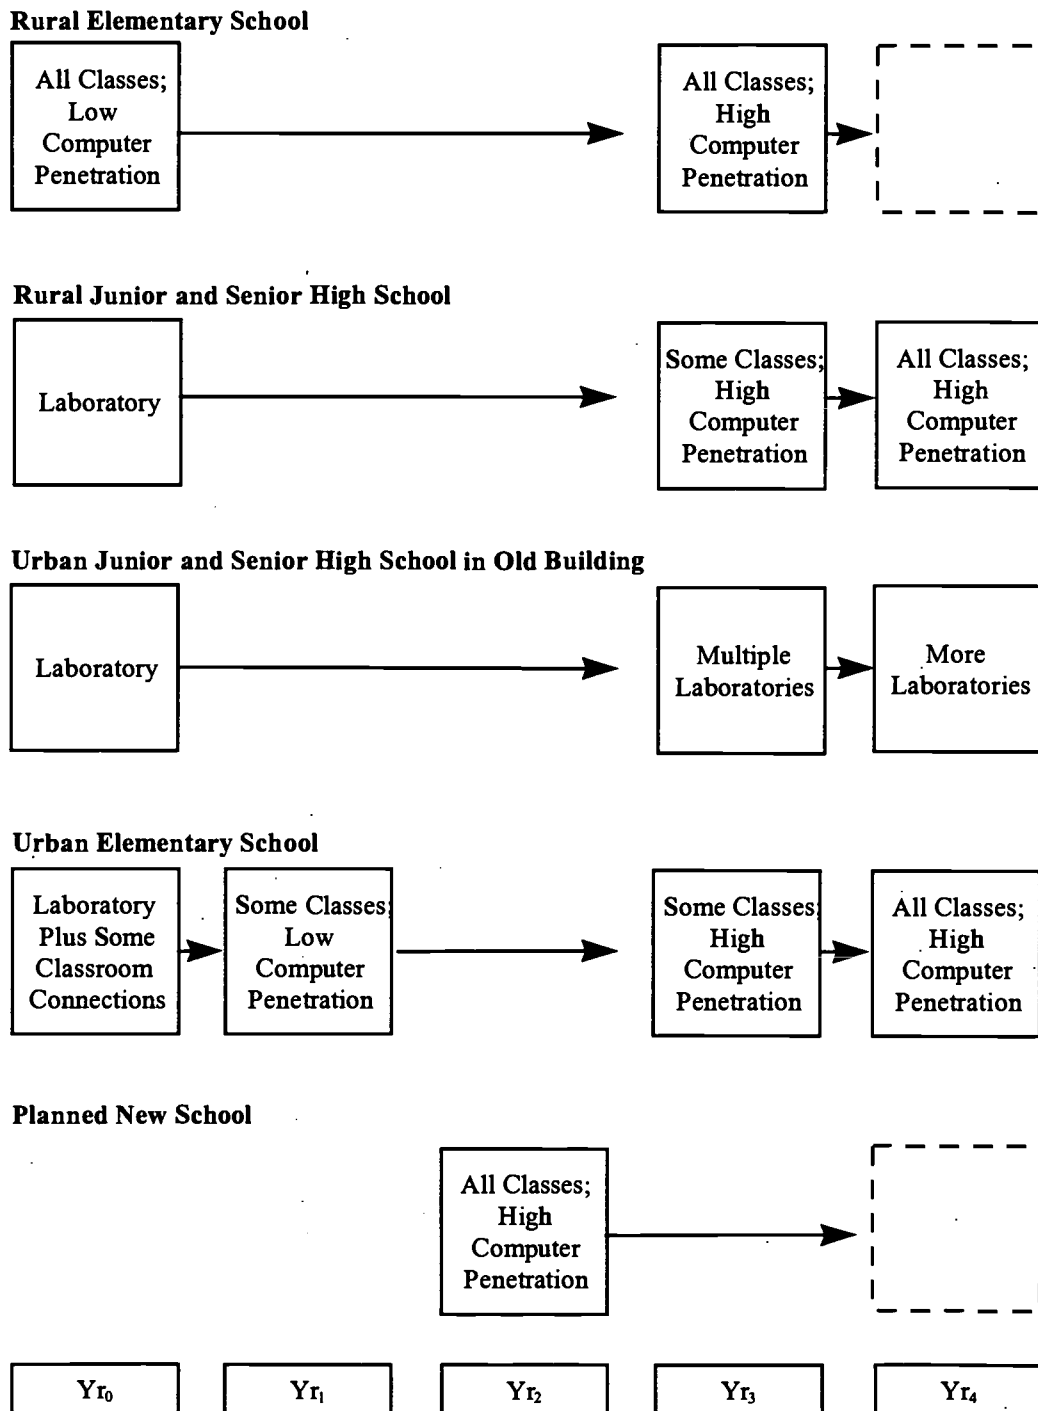 Rural Elementary School
All Classes;
Low
Computer
Penetration
All Classes;
High
Computer
Penetration
Rural Junior and Senior High School
Laboratory
Some Classes;
High
Computer
Penetration
All Classes;
High
Computer
Penetration
Urban Junior and Senior High School in Old Building
Laboratory
Multiple
Laboratories
More
Laboratories
Urban Elementary School
Laboratory
Plus Some
Classroom
Connections
Some Classes;
Low
Computer
Penetration
Some Classes;
High
Computer
Penetration
All Classes;
High
Computer
Penetration
Planned New School
All Classes;
High
Computer
Penetration
Yr₀ Yr₁ Yr₂ Yr₃ Yr₄